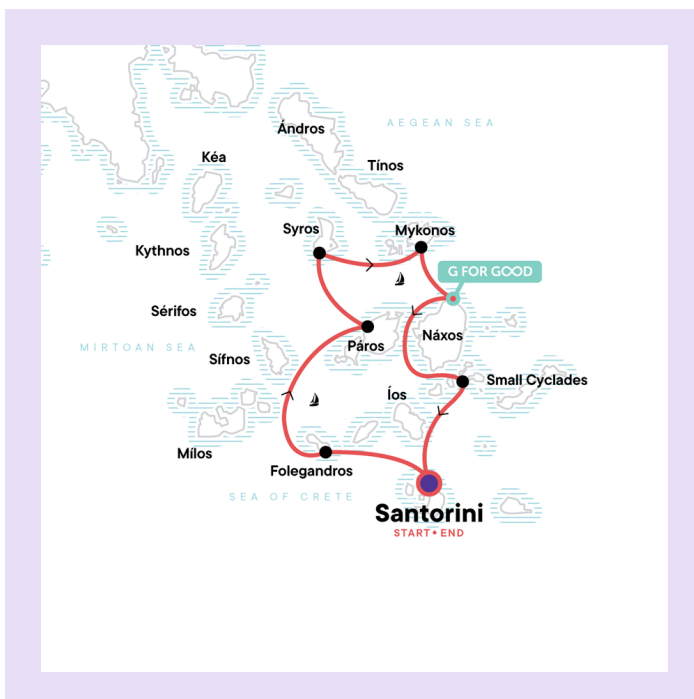 Ándros
AEGEAN SEA
Kéa
Tínos
Syros
Mykonos
Kythnos
G FOR GOOD
Sérifos
Náxos
MIRTOAN SEA
Páros
Sífnos
Small Cyclades
Íos
Mílos
Folegandros
SEA OF CRETE
Santorini
START • END